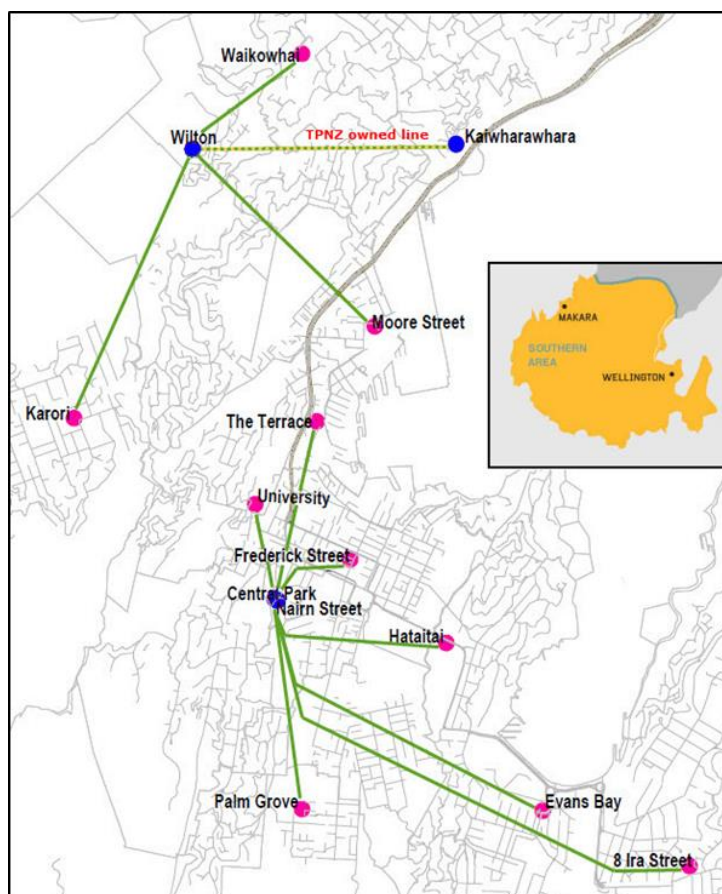 Waikowhai
Wilton
TPNZ owned line
Kaiwharawhara
Moore Street
MAKARA
SOUTHERN
AREA
WELLINGTON
Karori
The Terrace
University
Frederick Street
Central Park
Nairn Street
Hataitai
Palm Grove
Evans Bay
8 Ira Street